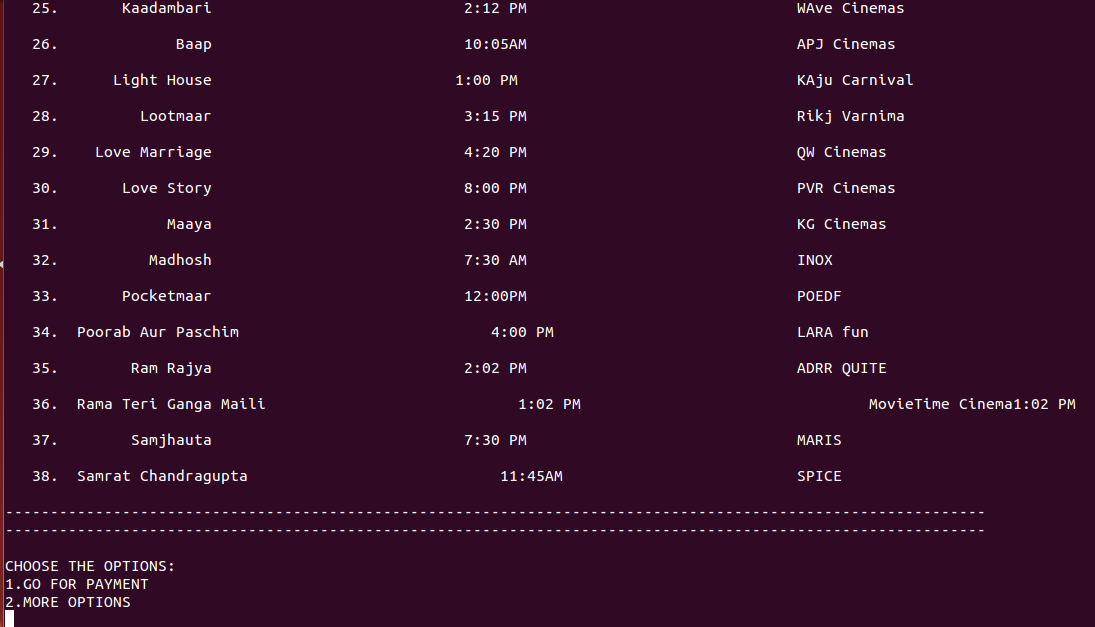 25. Kaadambari 2:12 PM WAve Cinemas
26. Baap 10:05AM APJ Cinemas
27. Light House 1:00 PM KAju Carnival
28. Lootmaar 3:15 PM Rikj Varnima
29. Love Marriage 4:20 PM QW Cinemas
30. Love Story 8:00 PM PVR Cinemas
31. Maaya 2:30 PM KG Cinemas
32. Madhosh 7:30 AM INOX
33. Pocketmaar 12:00PM POEDF
34. Poorab Aur Paschim 4:00 PM LARA fun
35. Ram Rajya 2:02 PM ADRR QUITE
36. Rama Teri Ganga Maili 1:02 PM MovieTime Cinema1:02 PM
37. Samjhauta 7:30 PM MARIS
38. Samrat Chandragupta 11:45AM SPICE
-------------------------------------------------------------------------------------------------------------
-------------------------------------------------------------------------------------------------------------
CHOOSE THE OPTIONS:
1.GO FOR PAYMENT
2.MORE OPTIONS